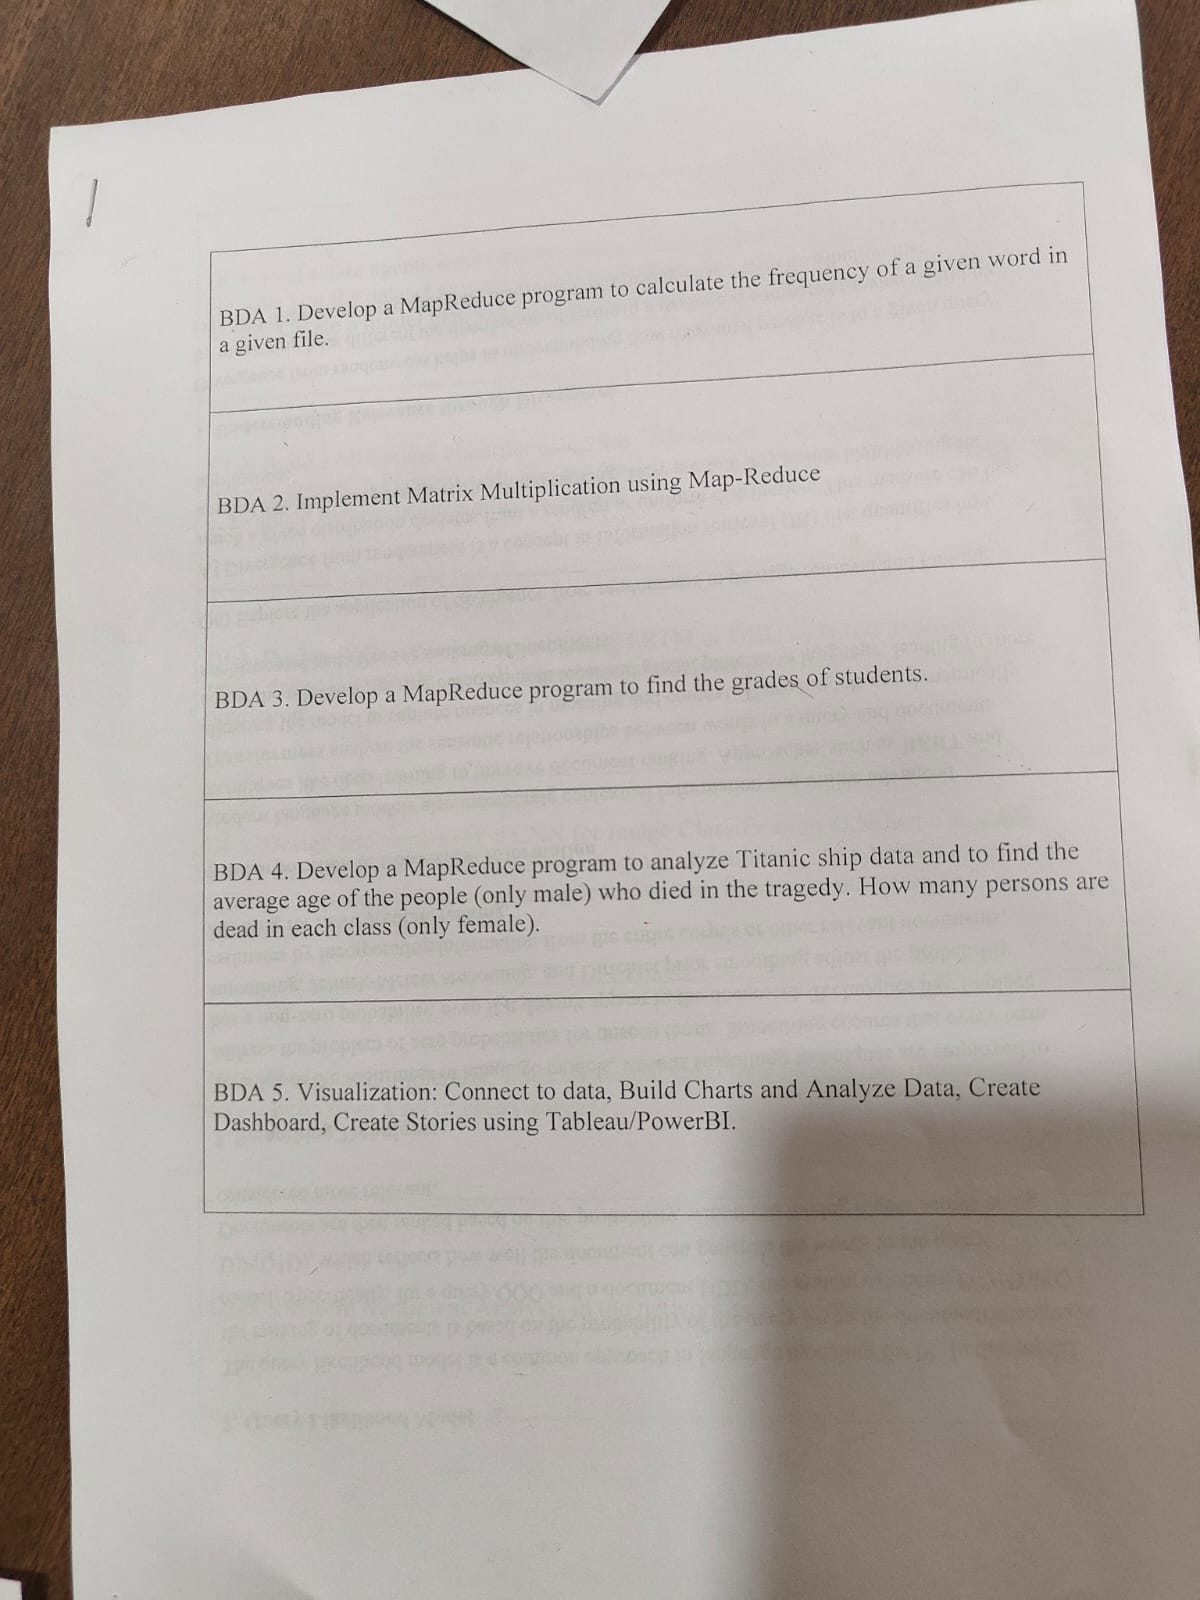 BDA 1. Develop a MapReduce program to calculate the frequency of a given word in
a given file.
BDA 2. Implement Matrix Multiplication using Map-Reduce
BDA 3. Develop a MapReduce program to find the grades of students.
BDA 4. Develop a MapReduce program to analyze Titanic ship data and to find the
average age of the people (only male) who died in the tragedy. How many persons are
dead in each class (only female).
BDA 5. Visualization: Connect to data, Build Charts and Analyze Data, Create
Dashboard, Create Stories using Tableau/PowerBI.